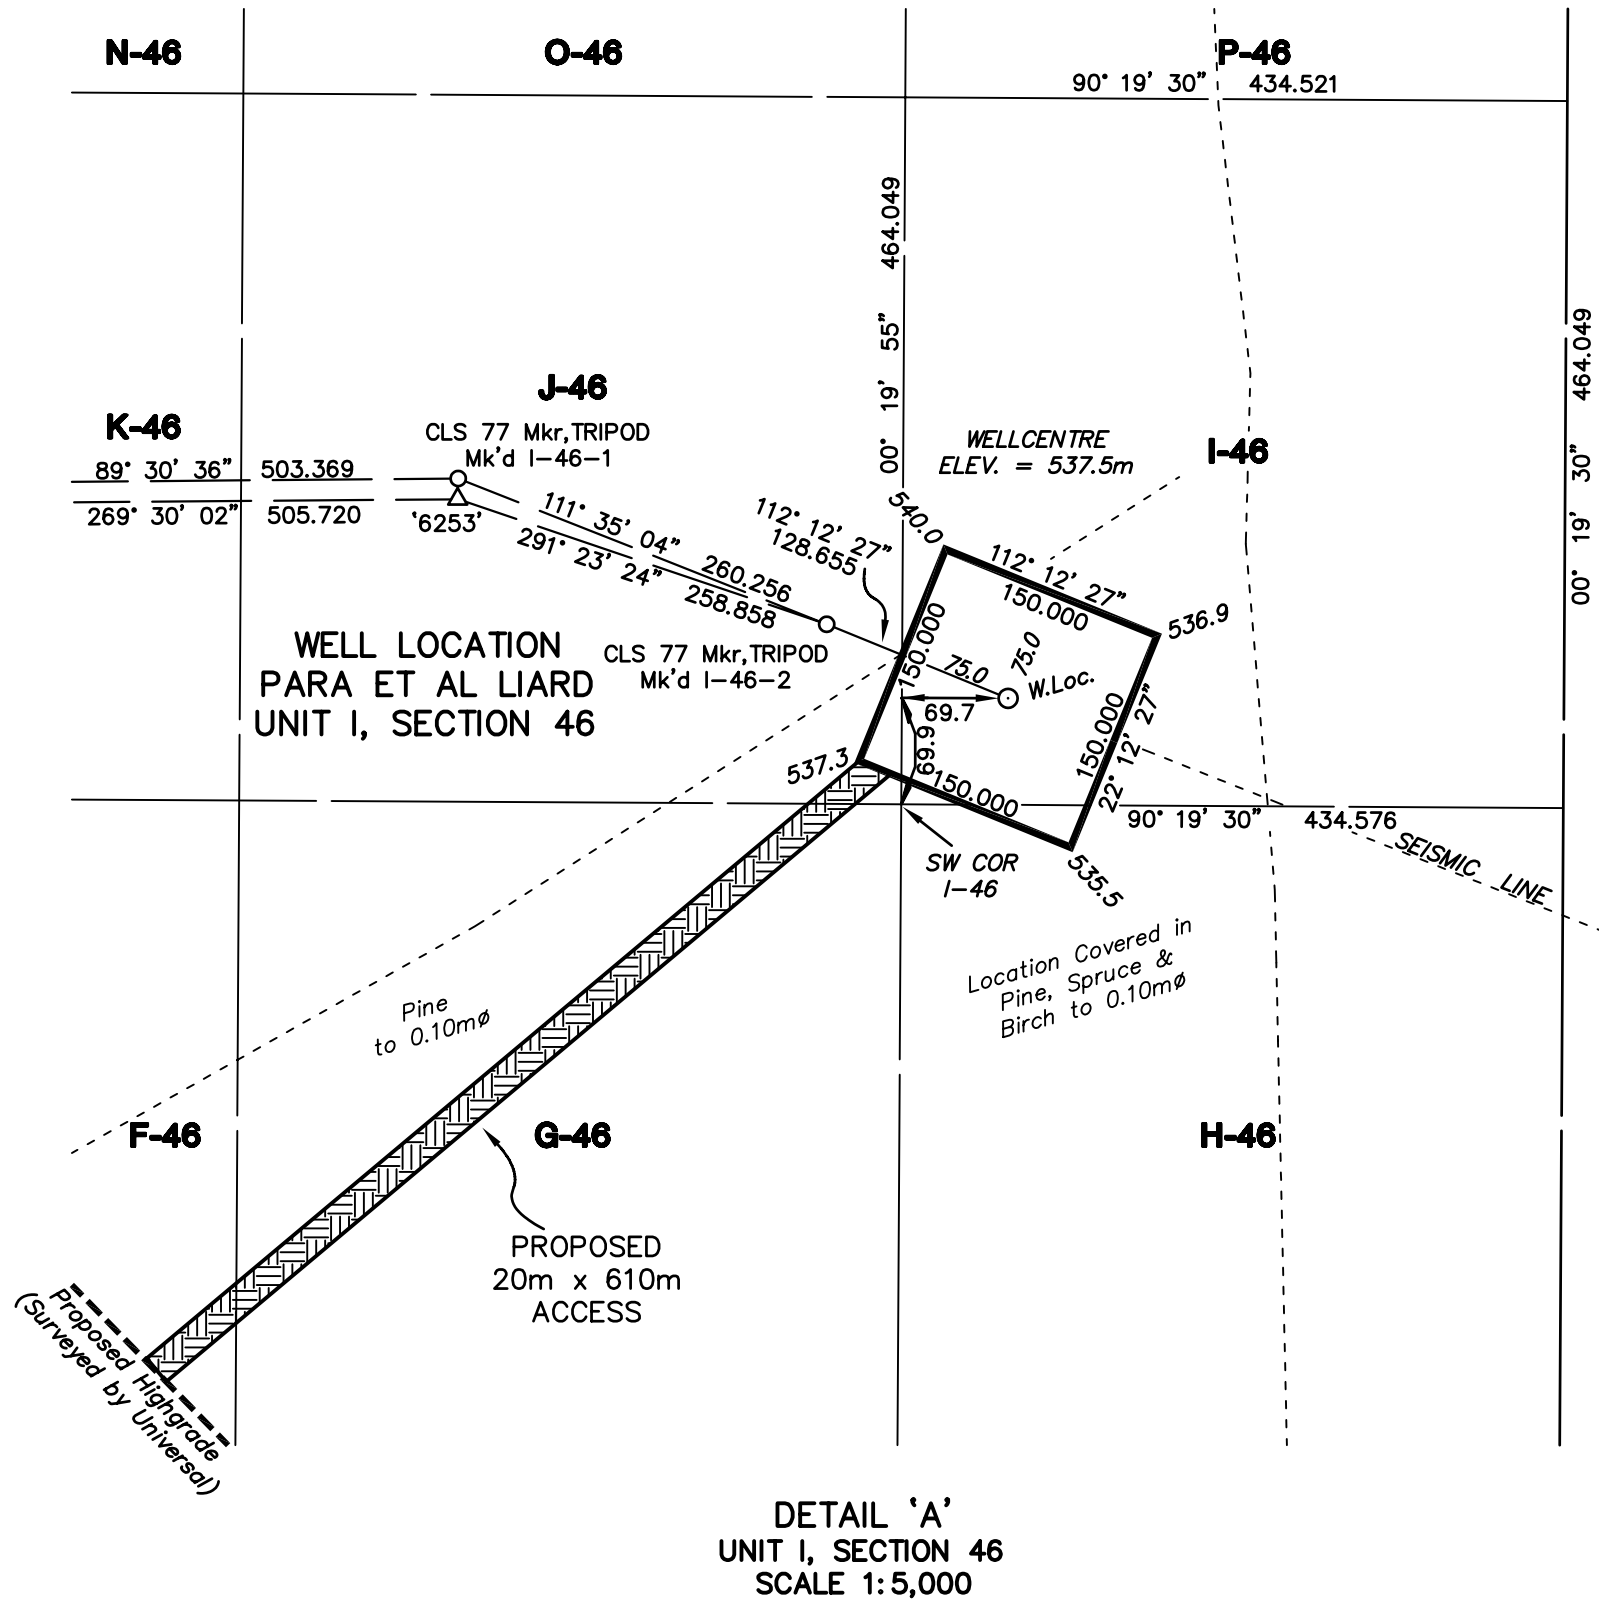 N-46
O-46
P-46
90° 19' 30" 434.521
464.049
00° 19' 55"
464.049
00° 19' 30"
J-46
K-46
CLS 77 Mkr,TRIPOD
Mk'd I-46-1
89° 30' 36" 503.369
269° 30' 02" 505.720
'6253'
111° 35' 04" 260.256
291° 23' 24" 258.858
112° 12' 27"
128.655
WELLCENTRE
ELEV. = 537.5m
I-46
540.0
112° 12' 27"
150.000
536.9
150.000
75.0
75.0
W.Loc.
69.7
69.9
150.000
22° 12' 27"
150.000
537.3
535.5
CLS 77 Mkr,TRIPOD
Mk'd I-46-2
WELL LOCATION
PARA ET AL LIARD
UNIT I, SECTION 46
90° 19' 30" 434.576
SEISMIC LINE
SW COR
I-46
Location Covered in
Pine, Spruce &
Birch to 0.10mø
Pine
to 0.10mø
F-46
G-46
H-46
PROPOSED
20m x 610m
ACCESS
Proposed Highgrade
(Surveyed by Universal)
DETAIL 'A'
UNIT I, SECTION 46
SCALE 1:5,000